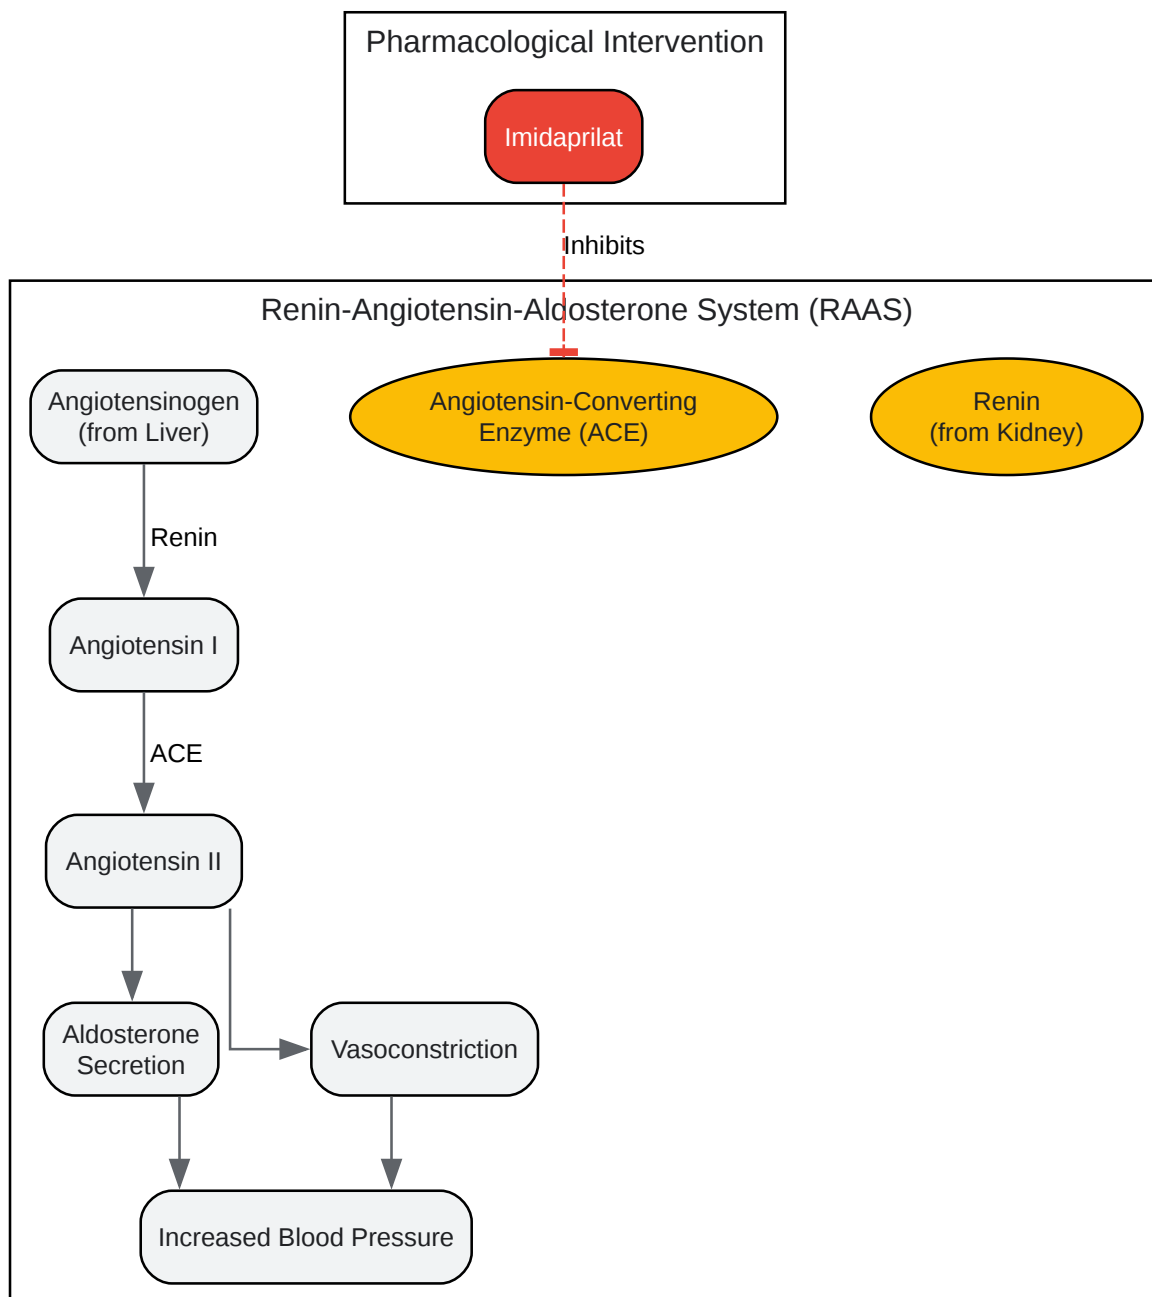 Pharmacological Intervention
Imidaprilat
Inhibits
Renin-Angiotensin-Aldosterone System (RAAS)
Angiotensinogen
(from Liver)
Angiotensin-Converting
Enzyme (ACE)
Renin
(from Kidney)
Renin
Angiotensin I
ACE
Angiotensin II
Aldosterone
Secretion
Vasoconstriction
Increased Blood Pressure